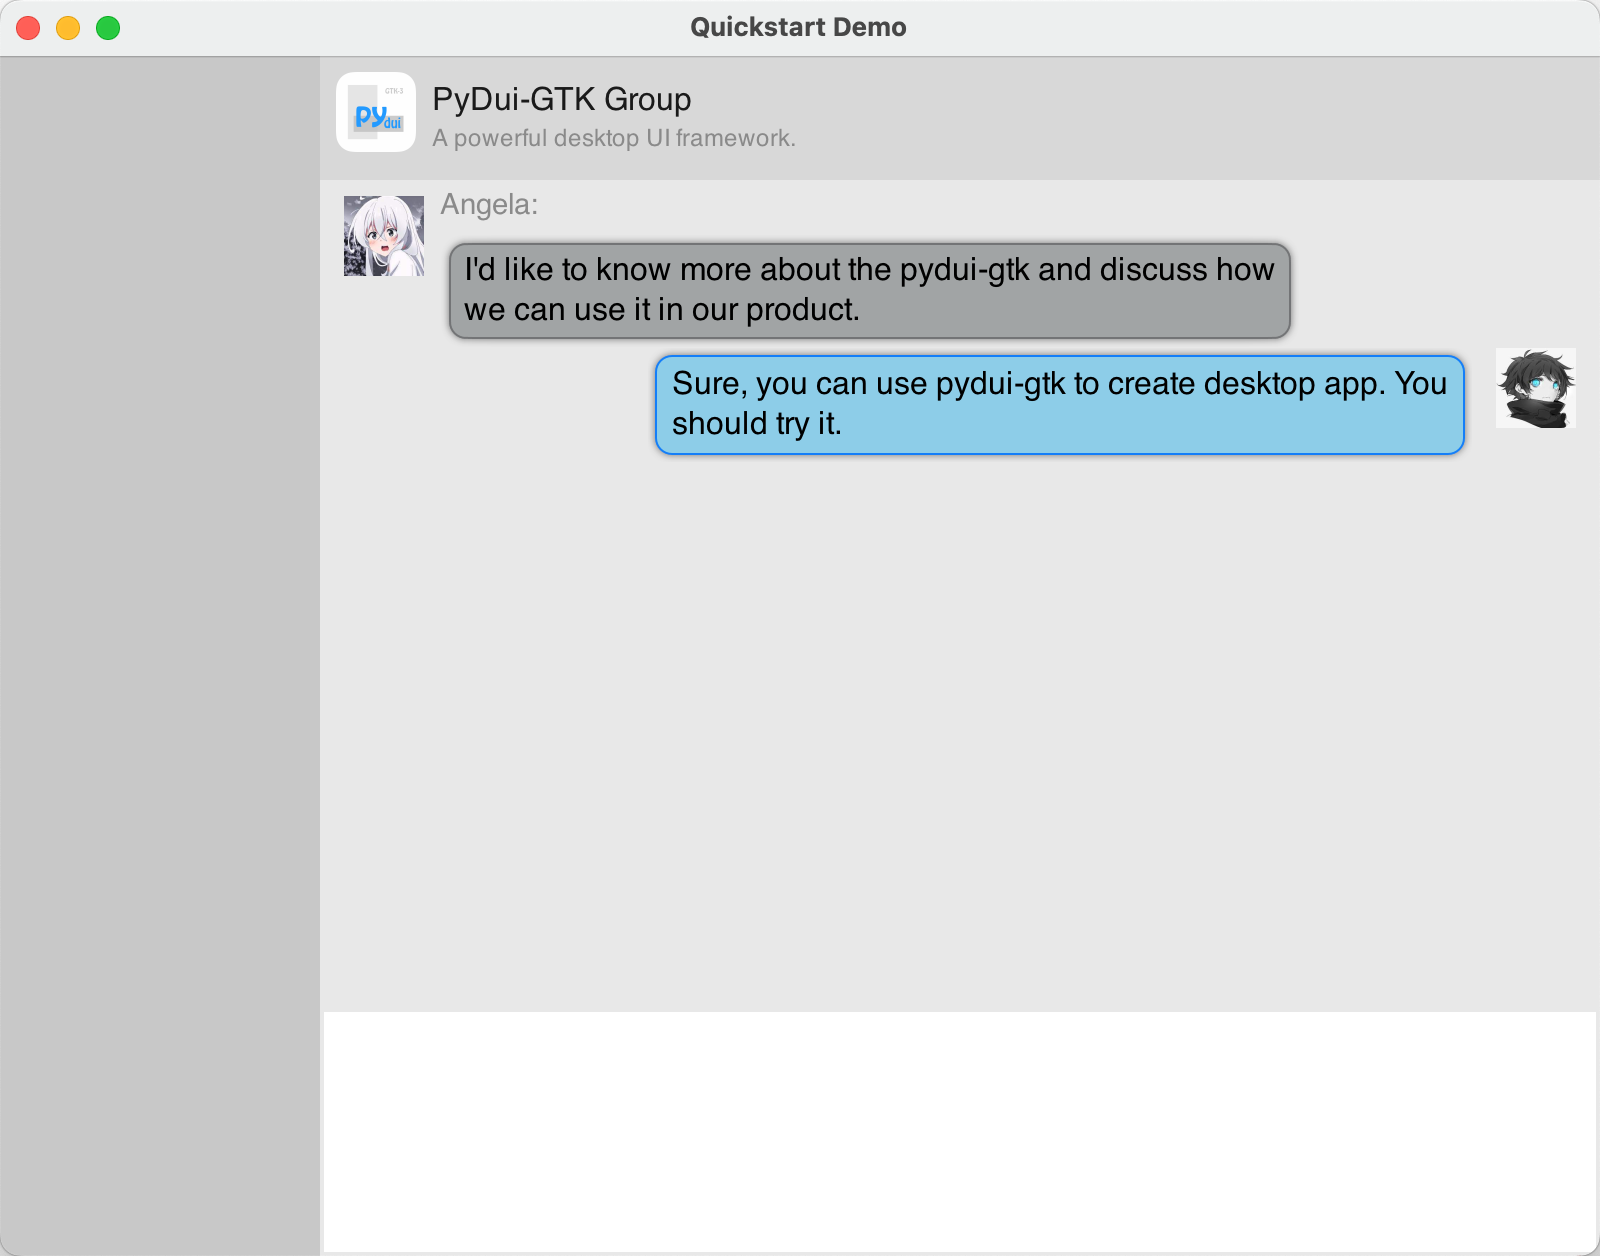 Quickstart Demo
GTK-3
py dui
PyDui-GTK Group
A powerful desktop UI framework.
Angela:
I'd like to know more about the pydui-gtk and discuss how
we can use it in our product.
Sure, you can use pydui-gtk to create desktop app. You
should try it.